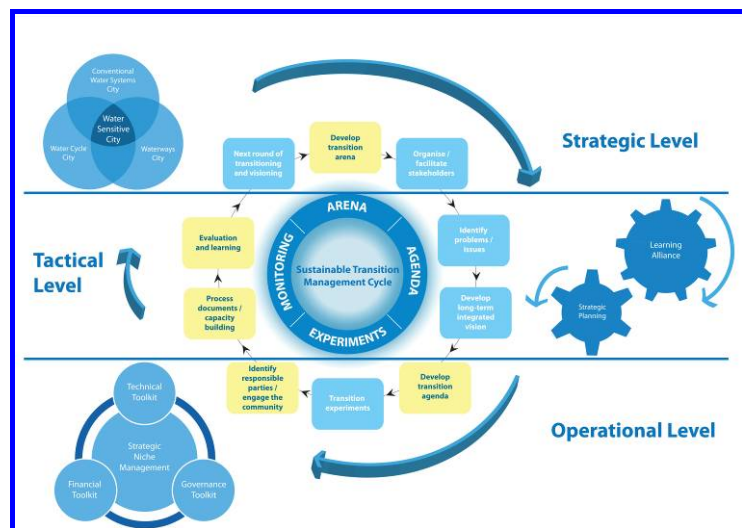 Conventional
Water Systems
City
Water
Sensitive
City
Water Cycle
City
Waterways
City
Strategic Level
Develop
transition
arena
Next round of
transitioning
and visioning
Organise /
facilitate
stakeholders
Tactical
Level
Evaluation
and learning
Identify
problems /
issues
ARENA
AGENDA
EXPERIMENTS
MONITORING
Sustainable Transition
Management Cycle
Process
documents /
capacity
building
Develop
long-term
integrated
vision
Learning
Alliance
Strategic
Planning
Identify
responsible
parties /
engage the
community
Transition
experiments
Develop
transition
agenda
Operational Level
Technical
Toolkit
Strategic
Niche
Management
Financial
Toolkit
Governance
Toolkit